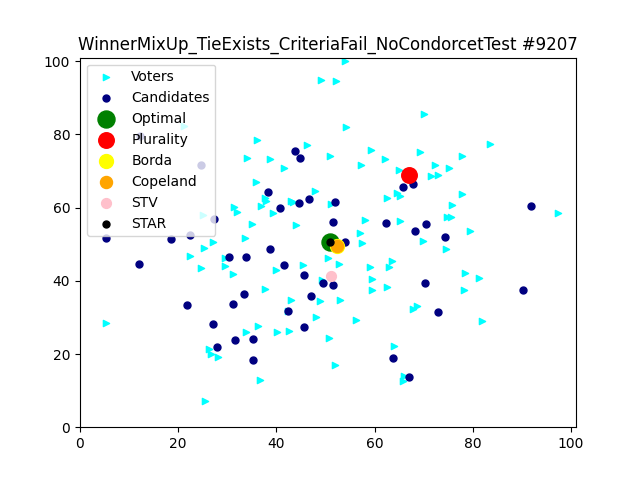 WinnerMixUp_TieExists_CriteriaFail_NoCondorcetTest #9207
100
80
60
40
20
0
Voters
Candidates
Optimal
Plurality
Borda
Copeland
STV
STAR
0 20 40 60 80 100